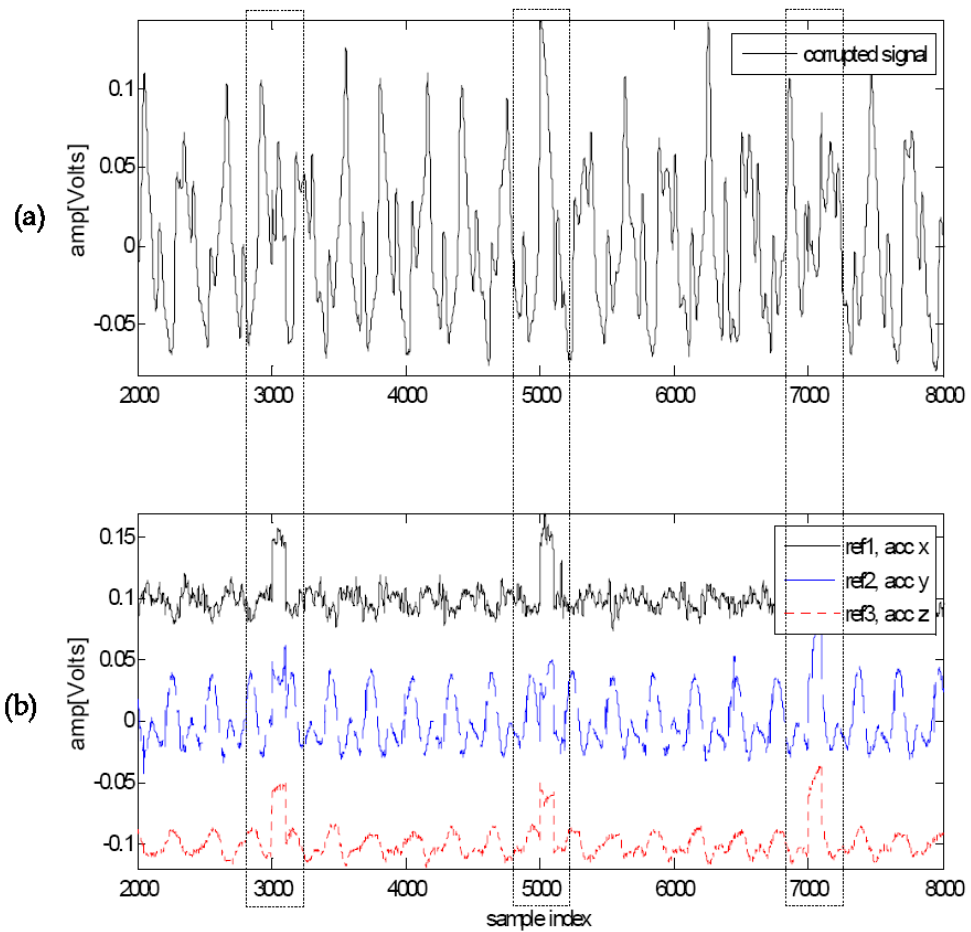 (a)
amp[Volts]
0.1
0.05
0
-0.05
corrupted signal
2000 3000 4000 5000 6000 7000 8000
(b)
amp[Volts]
0.15
0.1
0.05
0
-0.05
-0.1
ref1, acc x
ref2, acc y
ref3, acc z
2000 3000 4000 5000 6000 7000 8000
sample index